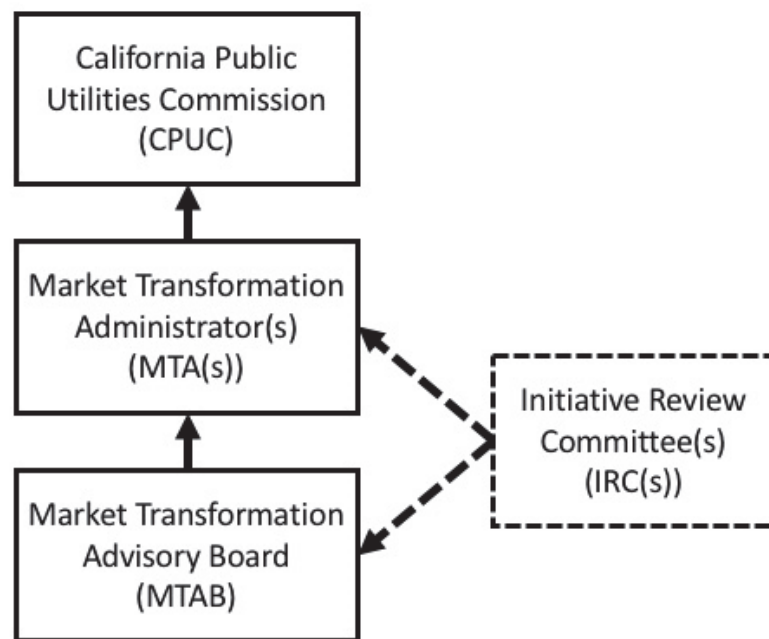 California Public
Utilities Commission
(CPUC)
Market Transformation
Administrator(s)
(MTA(s))
Initiative Review
Committee(s)
(IRC(s))
Market Transformation
Advisory Board
(MTAB)